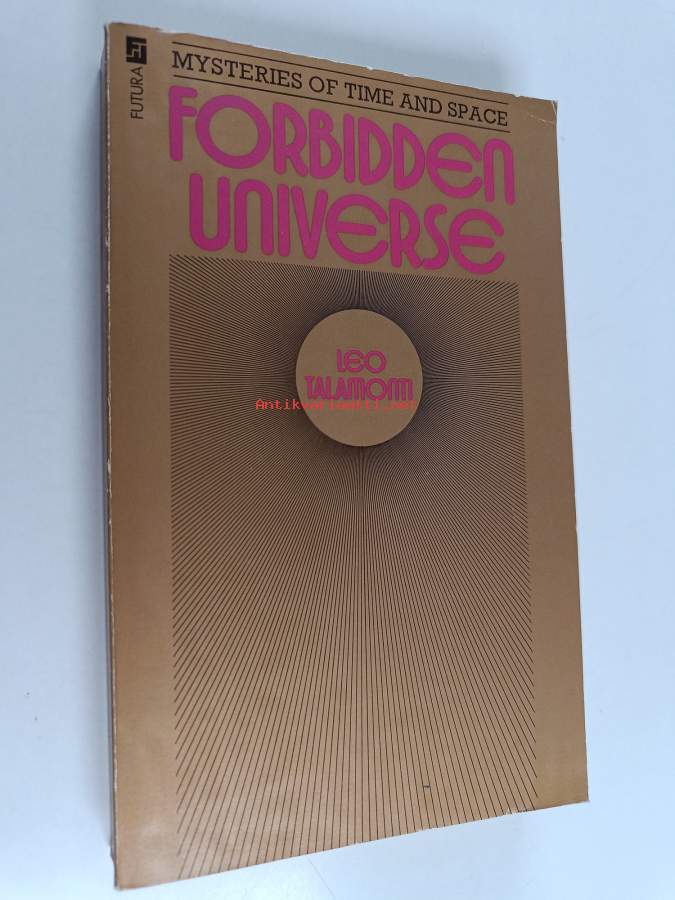 FUTURA
MYSTERIES OF TIME AND SPACE
FORBIDDEN
UNIVERSE
LEO
TALAMONTI
Antikvariaatti.net